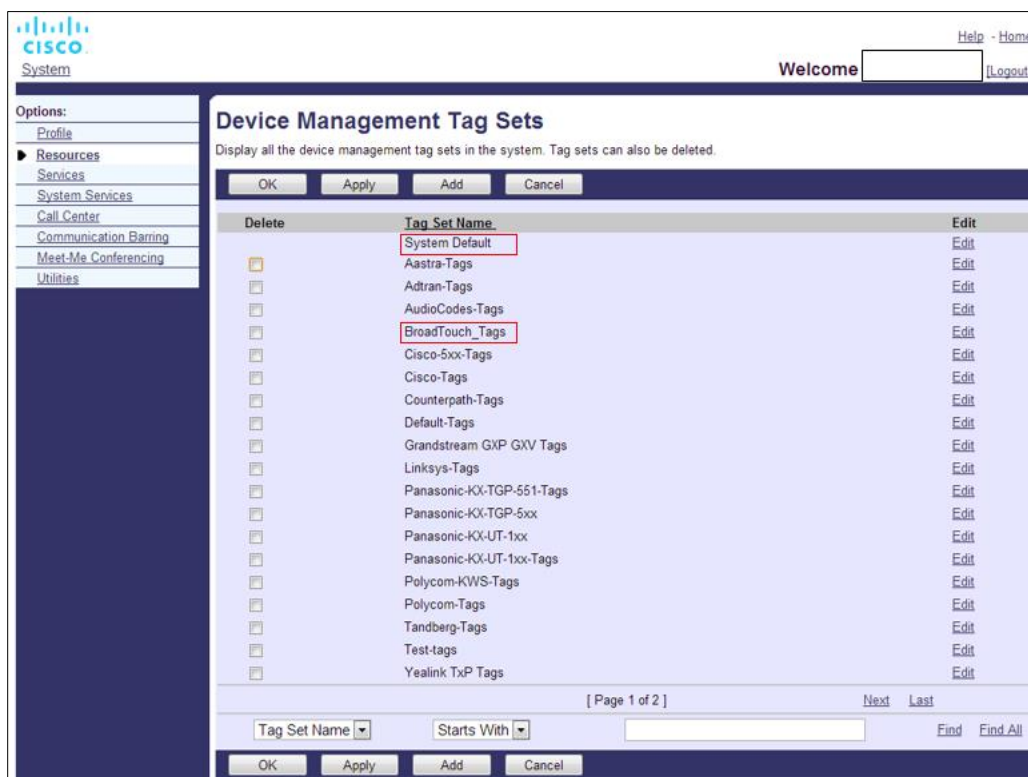 CISCO
Help - Home
System
Welcome [Logout
Options:
Profile
Resources
Services
System Services
Call Center
Communication Barring
Meet-Me Conferencing
Utilities
Device Management Tag Sets
Display all the device management tag sets in the system. Tag sets can also be deleted.
OK Apply Add Cancel
Delete Tag Set Name Edit
System Default Edit
Aastra-Tags Edit
Adtran-Tags Edit
AudioCodes-Tags Edit
BroadTouch_Tags Edit
Cisco-5xx-Tags Edit
Cisco-Tags Edit
Counterpath-Tags Edit
Default-Tags Edit
Grandstream GXP GXV Tags Edit
Linksys-Tags Edit
Panasonic-KX-TGP-551-Tags Edit
Panasonic-KX-TGP-5xx Edit
Panasonic-KX-UT-1xx Edit
Panasonic-KX-UT-1xx-Tags Edit
Polycom-KWS-Tags Edit
Polycom-Tags Edit
Tandberg-Tags Edit
Test-tags Edit
Yealink TxP Tags Edit
[ Page 1 of 2 ] Next Last
Tag Set Name Starts With Find Find All
OK Apply Add Cancel